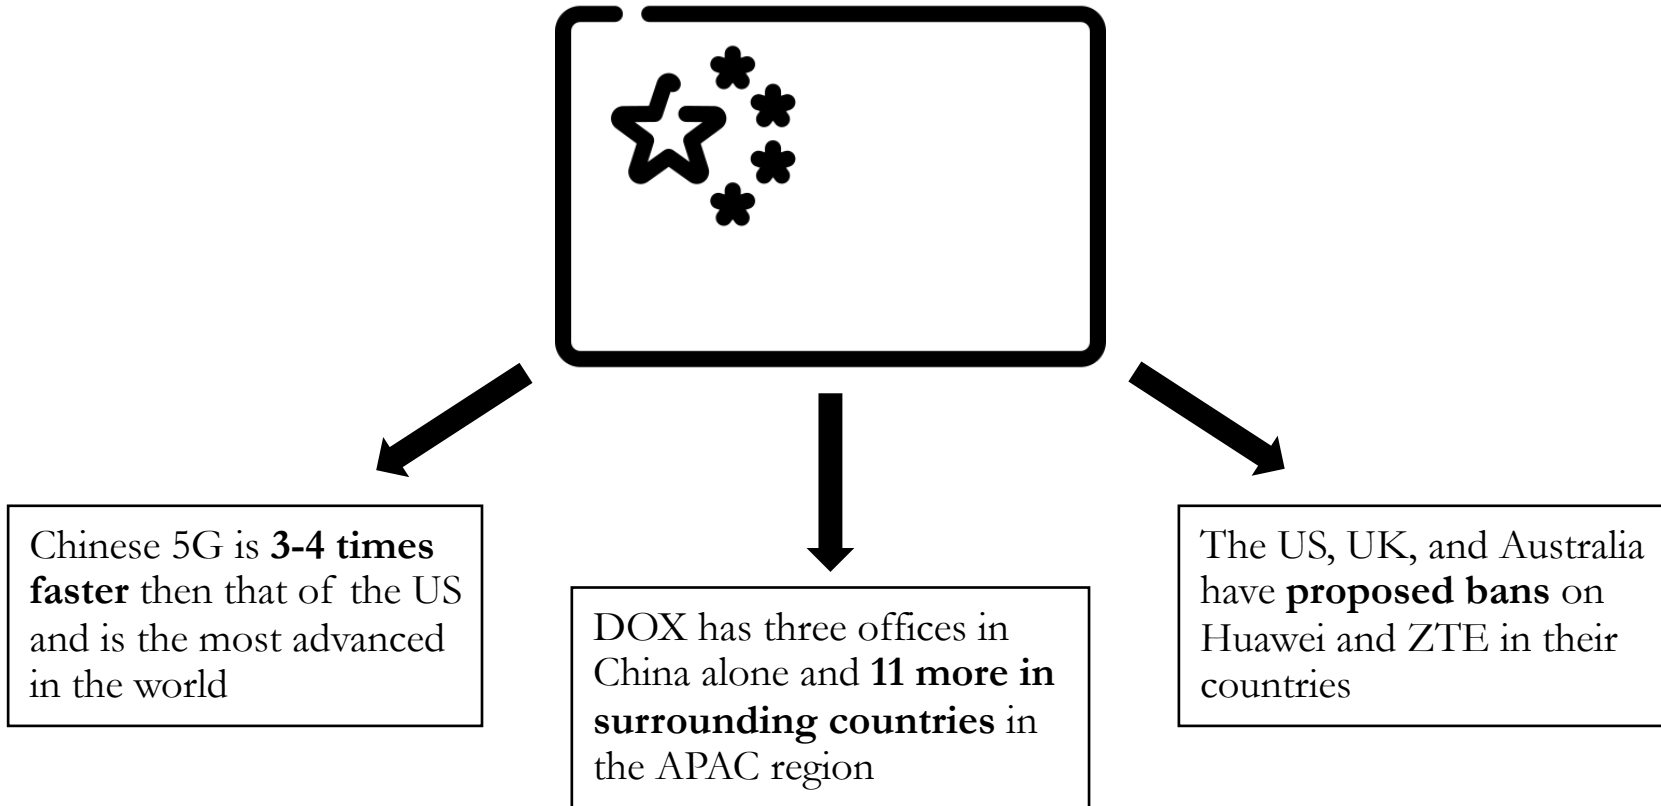 Chinese 5G is 3-4 times
faster then that of the US
and is the most advanced
in the world
DOX has three offices in
China alone and 11 more in
surrounding countries in
the APAC region
The US, UK, and Australia
have proposed bans on
Huawei and ZTE in their
countries